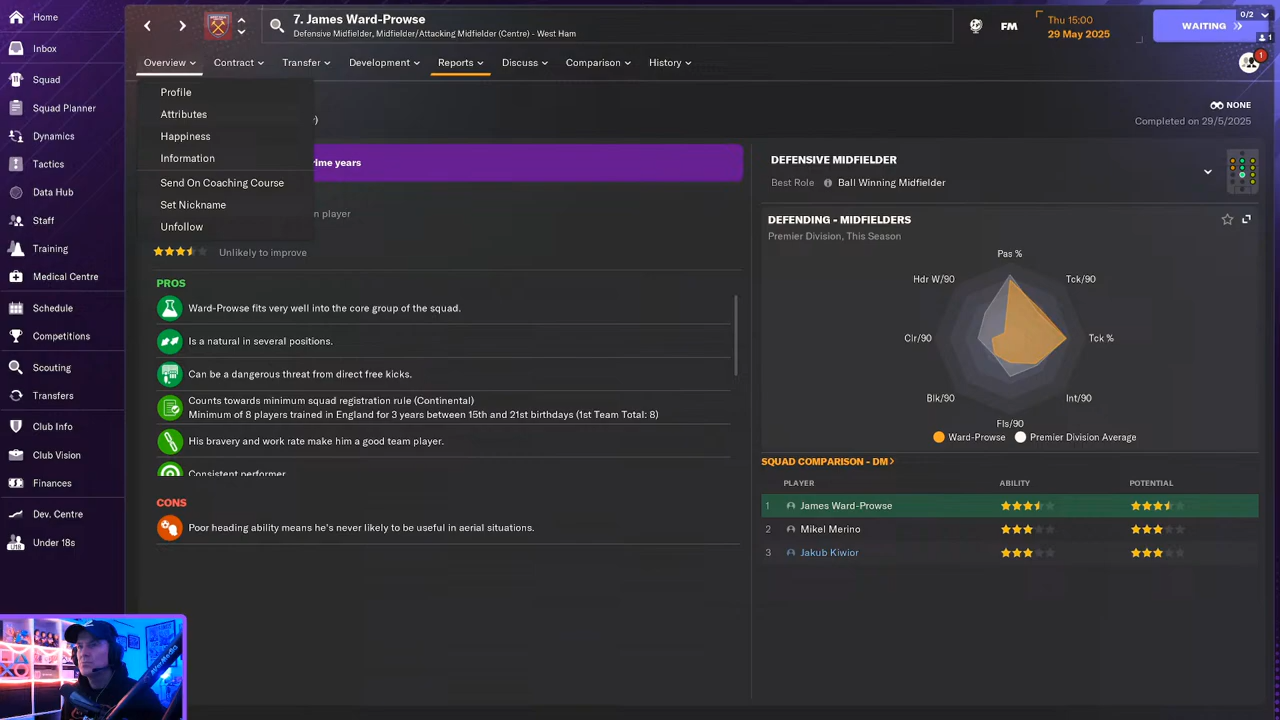 Home
Inbox
Squad
Squad Planner
Dynamics
Tactics
Data Hub
Staff
Training
Medical Centre
Schedule
Competitions
Scouting
Transfers
Club Info
Club Vision
Finances
Dev. Centre
U18
Under 18s
7. James Ward-Prowse
Defensive Midfielder, Midfielder/Attacking Midfielder (Centre) - West Ham
FM
Thu 15:00
29 May 2025
WAITING
0/2
1
1
Overview
Contract
Transfer
Development
Reports
Discuss
Comparison
History
Profile
Attributes
Happiness
Information
Send On Coaching Course
Set Nickname
Unfollow
NONE
Completed on 29/5/2025
rime years
n player
Unlikely to improve
PROS
Ward-Prowse fits very well into the core group of the squad.
Is a natural in several positions.
Can be a dangerous threat from direct free kicks.
Counts towards minimum squad registration rule (Continental)
Minimum of 8 players trained in England for 3 years between 15th and 21st birthdays (1st Team Total: 8)
His bravery and work rate make him a good team player.
Consistent performer
CONS
Poor heading ability means he's never likely to be useful in aerial situations.
DEFENSIVE MIDFIELDER
Best Role Ball Winning Midfielder
DEFENDING - MIDFIELDERS
Premier Division, This Season
Pas %
Hdr W/90
Tck/90
Clr/90
Tck %
Blk/90
Int/90
Fls/90
Ward-Prowse Premier Division Average
SQUAD COMPARISON - DM >
PLAYER ABILITY POTENTIAL
1 James Ward-Prowse
2 Mikel Merino
3 Jakub Kiwior